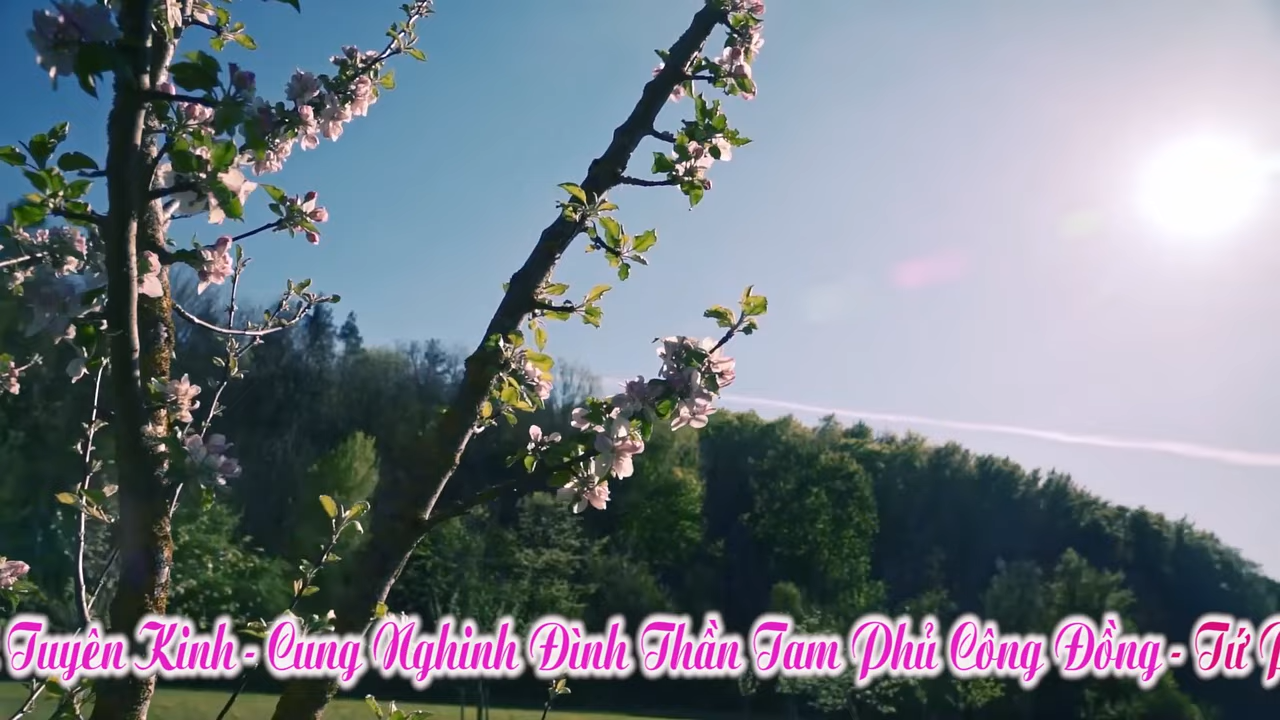 Tuyên Kinh - Cung Nghinh Đình Thần Tam Phủ Công Đồng - Tứ